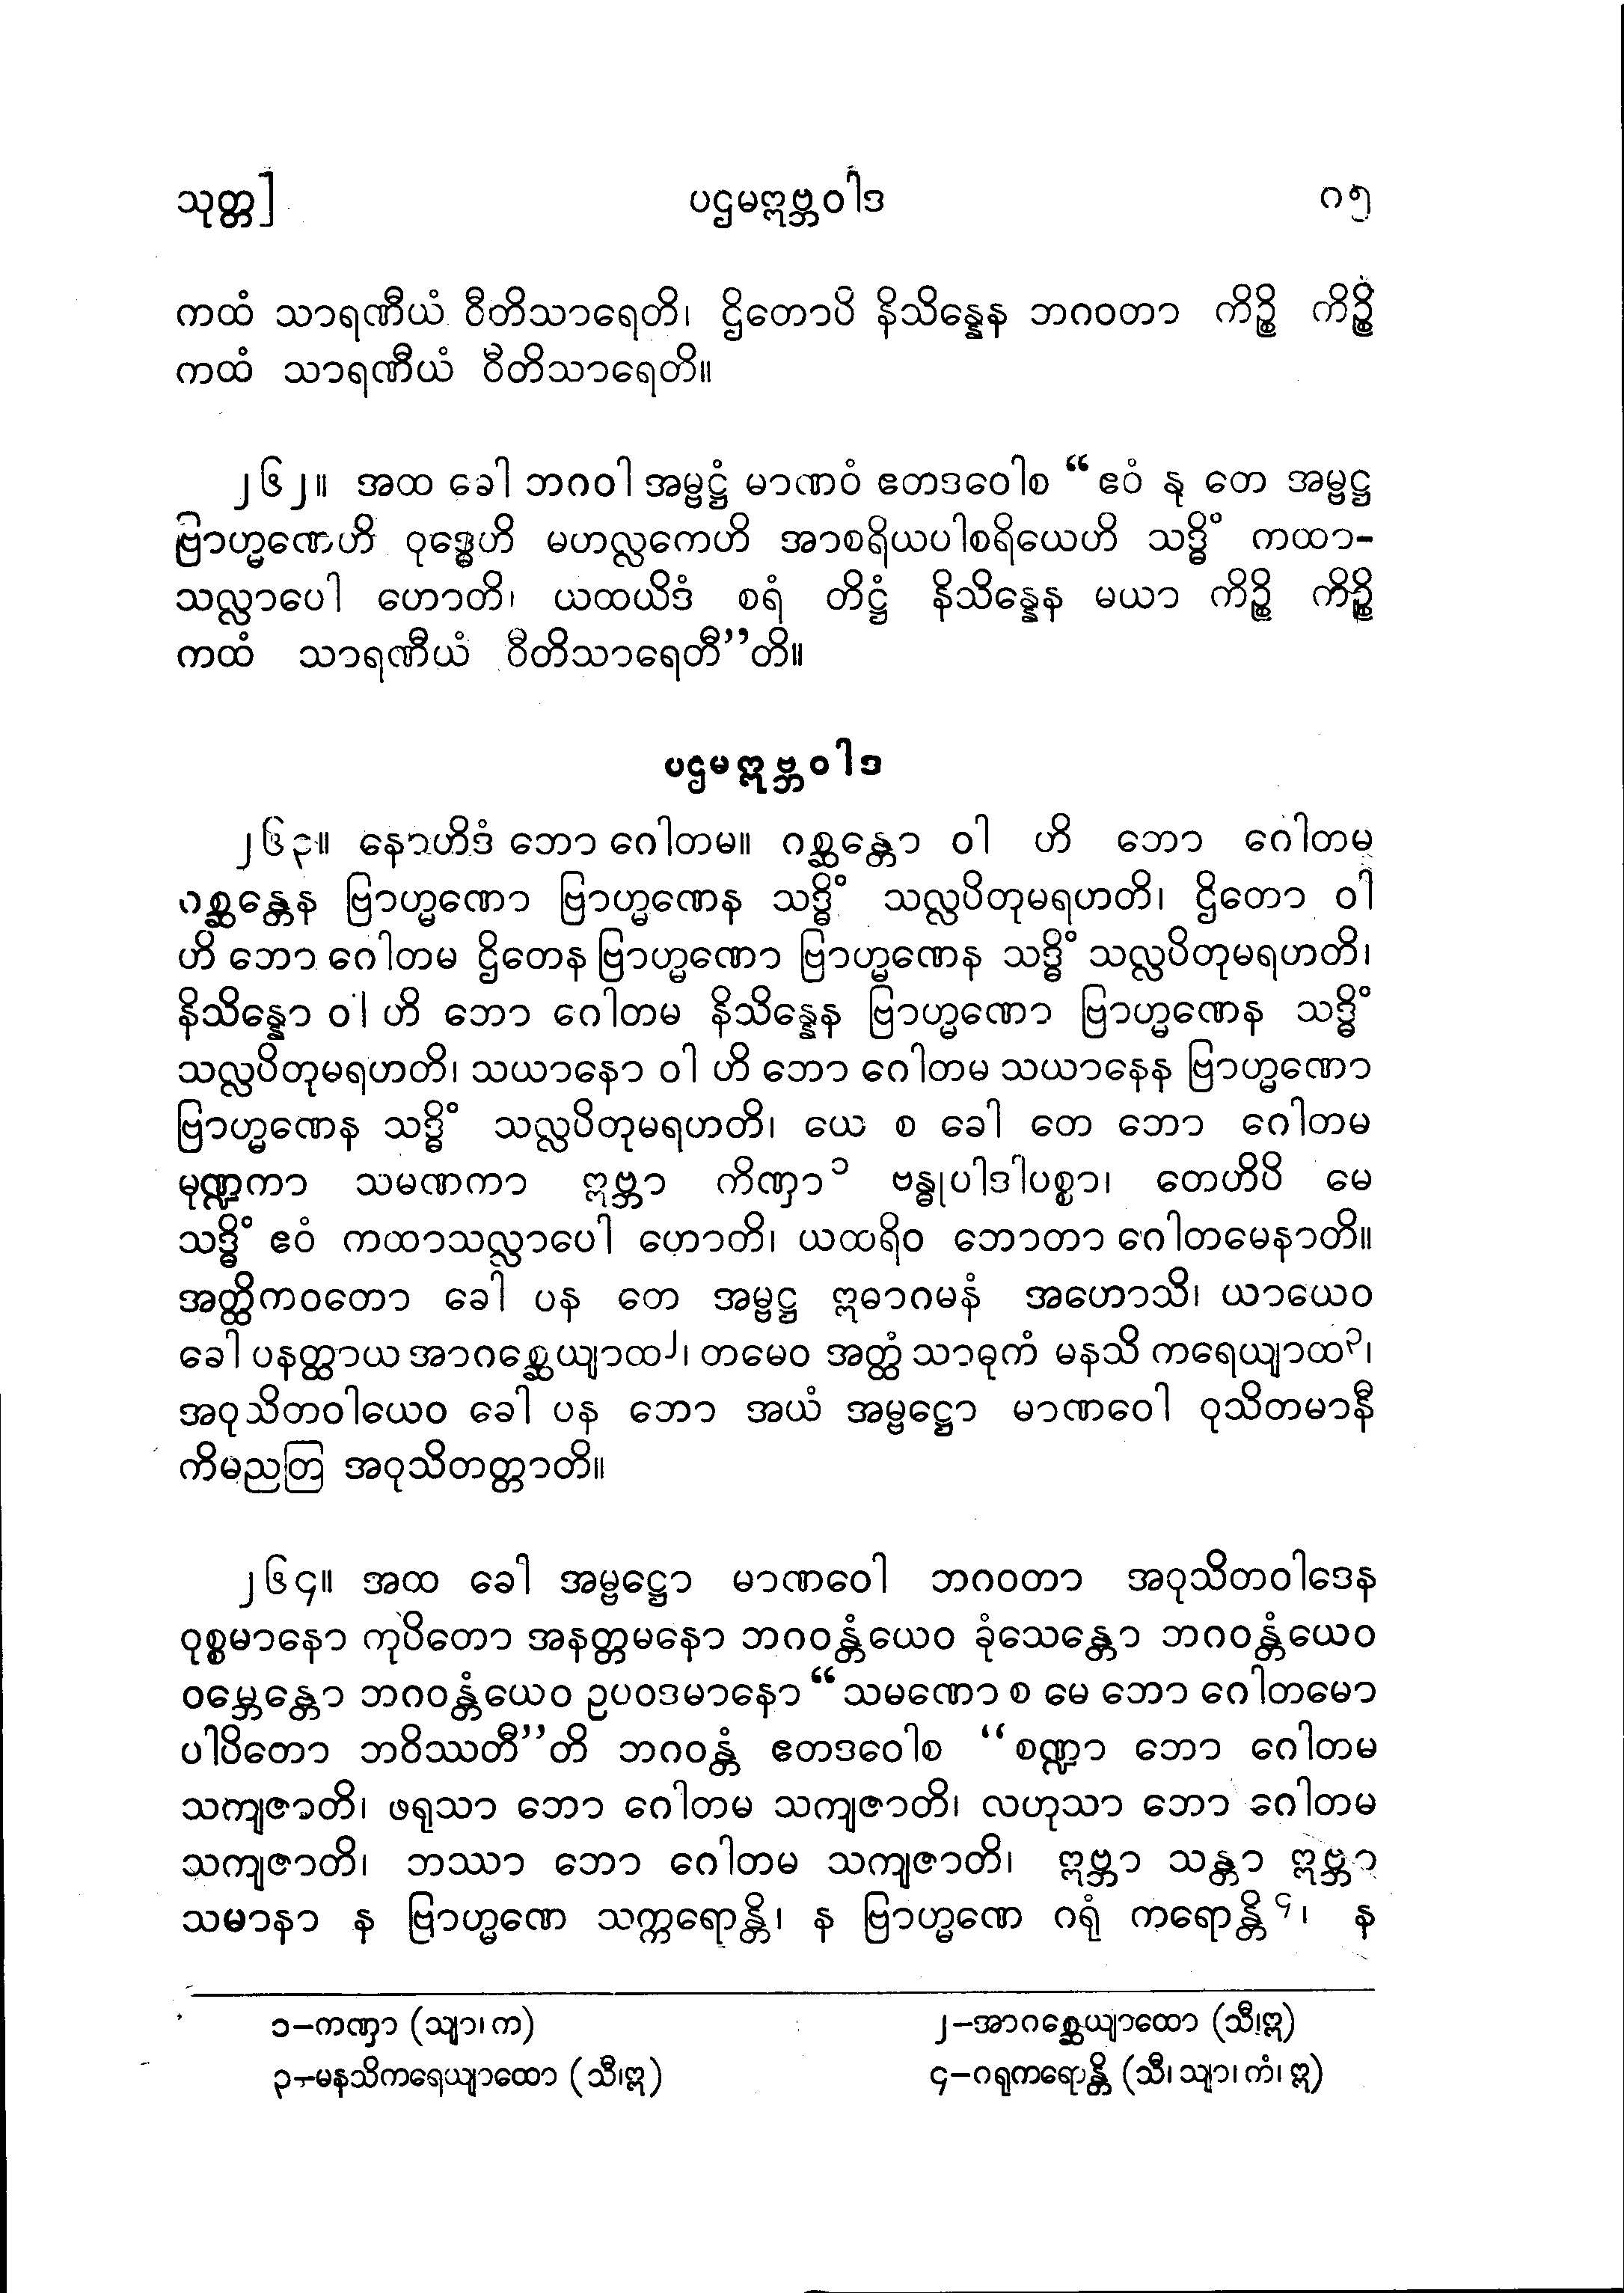 သုတ္တ] ပဌမဣဗ္ဘဝါဒ ၈၅
ကထံ သာရဏီယံ ဝီတိသာရေတိ၊ ဌိတောပိ နိသိန္နေန ဘဂဝတာ ကိဉ္စိ ကိဉ္စိ
ကထံ သာရဏီယံ ဝီတိသာရေတိ။
၂၆၂။ အထ ခေါ ဘဂဝါ အမ္ဗဋ္ဌံ မာဏဝံ ဧတဒဝေါစ “ဧဝံ နု တေ အမ္ဗဋ္ဌ
ဗြာဟ္မဏေဟိ ဝုဒ္ဓေဟိ မဟလ္လကေဟိ အာစရိယပါစရိယေဟိ သဒ္ဓိံ ကထာ-
သလ္လာပေါ ဟောတိ၊ ယထယိဒံ စရံ တိဋ္ဌံ နိသိန္နေန မယာ ကိဉ္စိ ကိဉ္စိ
ကထံ သာရဏီယံ ဝီတိသာရေတီ”တိ။
ပဌမဣဗ္ဘဝါဒ
၂၆၃။ နောဟိဒံ ဘော ဂေါတမ။ ဂစ္ဆန္တော ဝါ ဟိ ဘော ဂေါတမ
ဂစ္ဆန္တေန ဗြာဟ္မဏော ဗြာဟ္မဏေန သဒ္ဓိံ သလ္လပိတုမရဟတိ၊ ဌိတော ဝါ
ဟိ ဘော ဂေါတမ ဌိတေန ဗြာဟ္မဏော ဗြာဟ္မဏေန သဒ္ဓိံ သလ္လပိတုမရဟတိ၊
နိသိန္နော ဝါ ဟိ ဘော ဂေါတမ နိသိန္နေန ဗြာဟ္မဏော ဗြာဟ္မဏေန သဒ္ဓိံ
သလ္လပိတုမရဟတိ၊ သယာနော ဝါ ဟိ ဘော ဂေါတမ သယာနေန ဗြာဟ္မဏော
ဗြာဟ္မဏေန သဒ္ဓိံ သလ္လပိတုမရဟတိ၊ ယေ စ ခေါ တေ ဘော ဂေါတမ
မုဏ္ဍကာ သမဏကာ ဣဗ္ဘာ ကိဏှာ၁ ဗန္ဓုပါဒါပစ္စာ၊ တေဟိပိ မေ
သဒ္ဓိံ ဧဝံ ကထာသလ္လာပေါ ဟောတိ၊ ယထရိဝ ဘောတာ ဂေါတမေနာတိ။
အတ္ထိကဝတော ခေါ ပန တေ အမ္ဗဋ္ဌ ဣဓာဂမနံ အဟောသိ၊ ယာယေဝ
ခေါ ပနတ္ထာယ အာဂစ္ဆေယျာထ၂၊ တမေဝ အတ္ထံ သာဓုကံ မနသိ ကရေယျာထ၃၊
အဝုသိတဝါယေဝ ခေါ ပန ဘော အယံ အမ္ဗဋ္ဌော မာဏဝေါ ဝုသိတမာနီ
ကိမညတြ အဝုသိတတ္တာတိ။
၂၆၄။ အထ ခေါ အမ္ဗဋ္ဌော မာဏဝေါ ဘဂဝတာ အဝုသိတဝါဒေန
ဝုစ္စမာနော ကုပိတော အနတ္တမနော ဘဂဝန္တံယေဝ ခုံသေန္တော ဘဂဝန္တံယေဝ
ဝမ္ဘေန္တော ဘဂဝန္တံယေဝ ဥပဝဒမာနော “သမဏော စ မေ ဘော ဂေါတမော
ပါပိတော ဘဝိဿတီ”တိ ဘဂဝန္တံ ဧတဒဝေါစ “စဏ္ဍာ ဘော ဂေါတမ
သကျဇာတိ၊ ဖရုသာ ဘော ဂေါတမ သကျဇာတိ၊ လဟုသာ ဘော ဂေါတမ
သကျဇာတိ၊ ဘဿာ ဘော ဂေါတမ သကျဇာတိ၊ ဣဗ္ဘာ သန္တာ ဣဗ္ဘာ
သမာနာ န ဗြာဟ္မဏေ သက္ကရောန္တိ၊ န ဗြာဟ္မဏေ ဂရုံ ကရောန္တိ၄၊ န
၁–ကဏှာ (သျာ၊ က) ၂–အာဂစ္ဆေယျာထော (သီ၊ဣ)
၃–မနသိကရေယျာထော (သီ၊ဣ) ၄–ဂရုကရောန္တိ (သီ၊ သျာ၊ ကံ၊ ဣ)